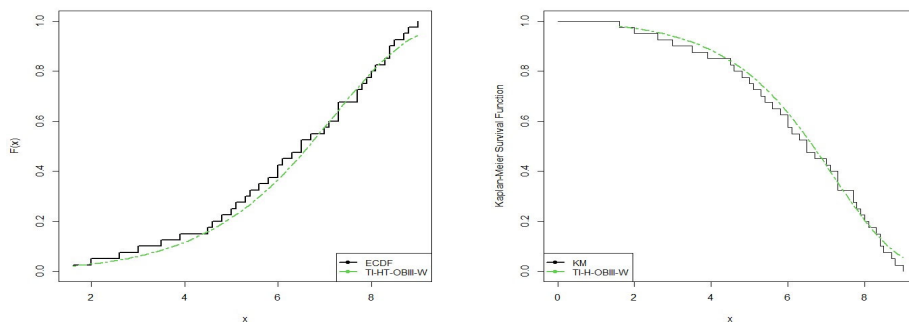 F(x)
1.0
0.8
0.6
0.4
0.2
0.0
2
4
6
8
x
ECDF
TI-HT-OBIII-W
Kaplan-Meier Survival Function
1.0
0.8
0.6
0.4
0.2
0.0
0
2
4
6
8
x
KM
TI-H-OBIII-W